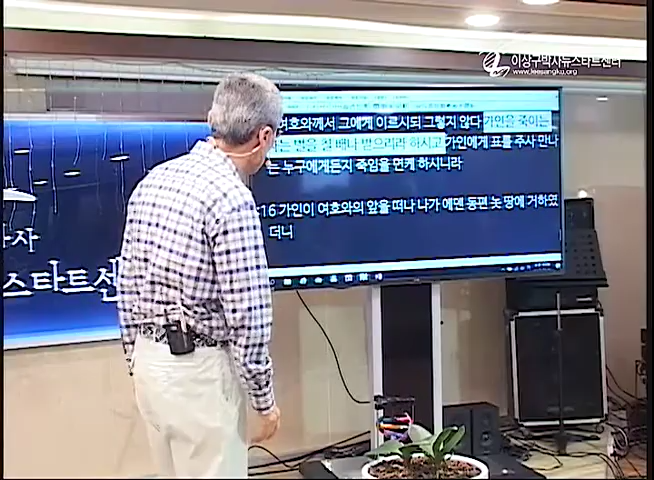 이상구박사뉴스타트센터
www.leesangku.org
여호와께서 그에게 이르시되 그렇지 않다 가인을 죽이는
는 벌을 칠 배나 받으리라 하시고 가인에게 표를 주사 만나
는 누구에게든지 죽임을 면케 하시니라
:16 가인이 여호와의 앞을 떠나 나가 에덴 동편 놋 땅에 거하였
더니
스타트센